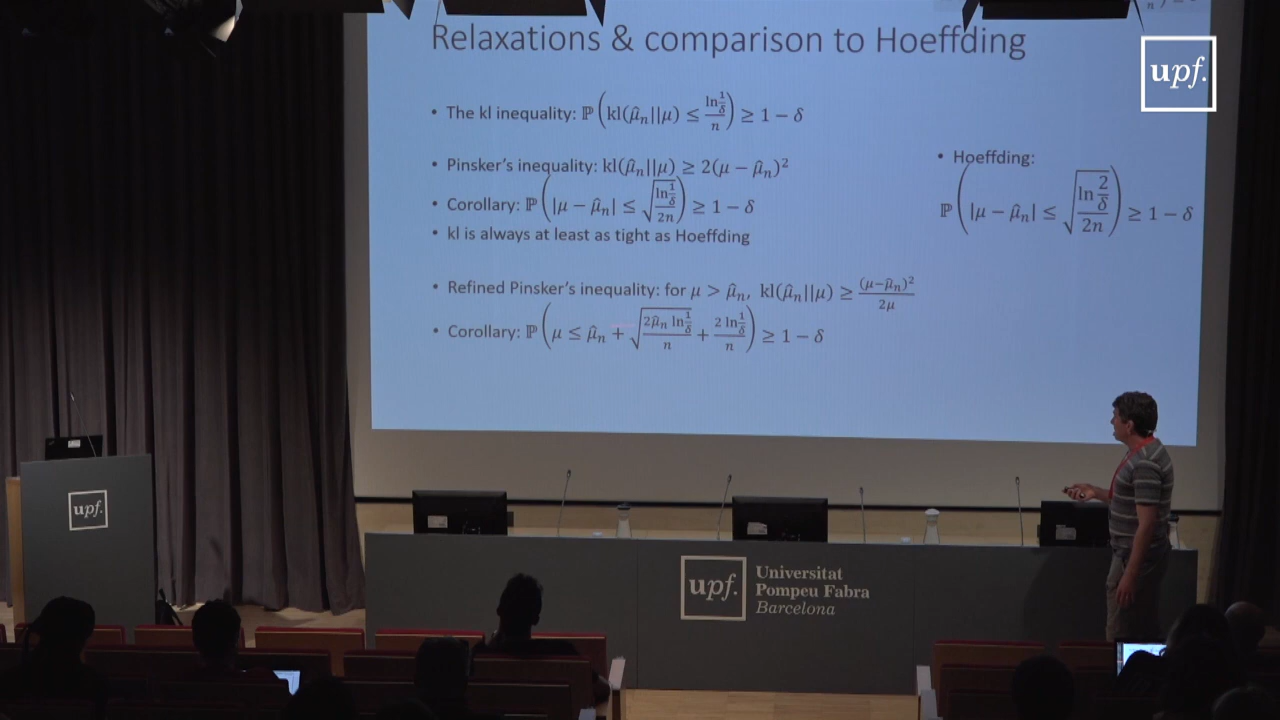 Relaxations & comparison to Hoeffding
upf.
• The kl inequality: ℙ(kl(μ̂ₙ||μ) ≤ ln(1/δ)/n) ≥ 1 − δ
• Pinsker's inequality: kl(μ̂ₙ||μ) ≥ 2(μ − μ̂ₙ)²
• Corollary: ℙ(|μ − μ̂ₙ| ≤ √(ln(1/δ)/2n)) ≥ 1 − δ
• kl is always at least as tight as Hoeffding
• Refined Pinsker's inequality: for μ > μ̂ₙ, kl(μ̂ₙ||μ) ≥ (μ−μ̂ₙ)²/2μ
• Corollary: ℙ(μ ≤ μ̂ₙ + √(2μ̂ₙ ln(1/δ)/n) + 2 ln(1/δ)/n) ≥ 1 − δ
• Hoeffding:
ℙ(|μ − μ̂ₙ| ≤ √(ln(2/δ)/2n)) ≥ 1 − δ
upf.
upf.
Universitat
Pompeu Fabra
Barcelona